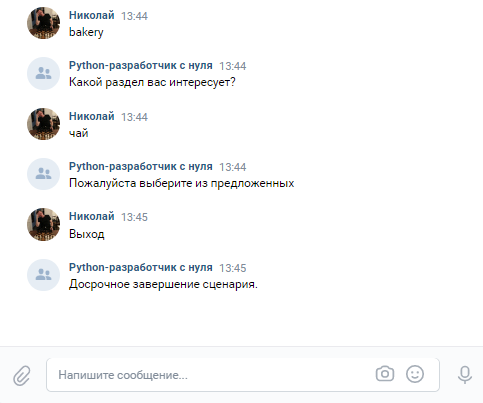 Николай 13:44
bakery
Python-разработчик с нуля 13:44
Какой раздел вас интересует?
Николай 13:44
чай
Python-разработчик с нуля 13:44
Пожалуйста выберите из предложенных
Николай 13:45
Выход
Python-разработчик с нуля 13:45
Досрочное завершение сценария.
Напишите сообщение...